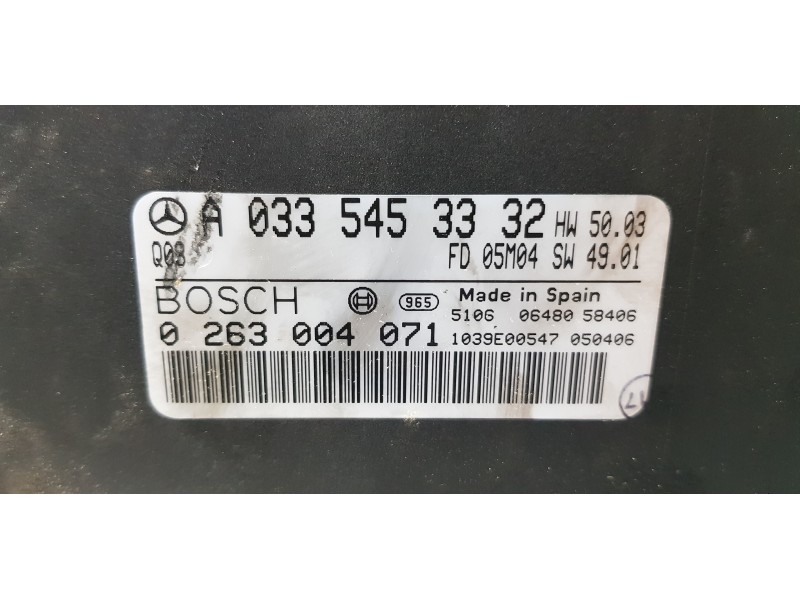 A 033 545 33 32 HW 50.03
Q08 FD 05M04 SW 49.01
BOSCH 965 Made in Spain
5106 06480 58406
0 263 004 071 1039E00547 050406